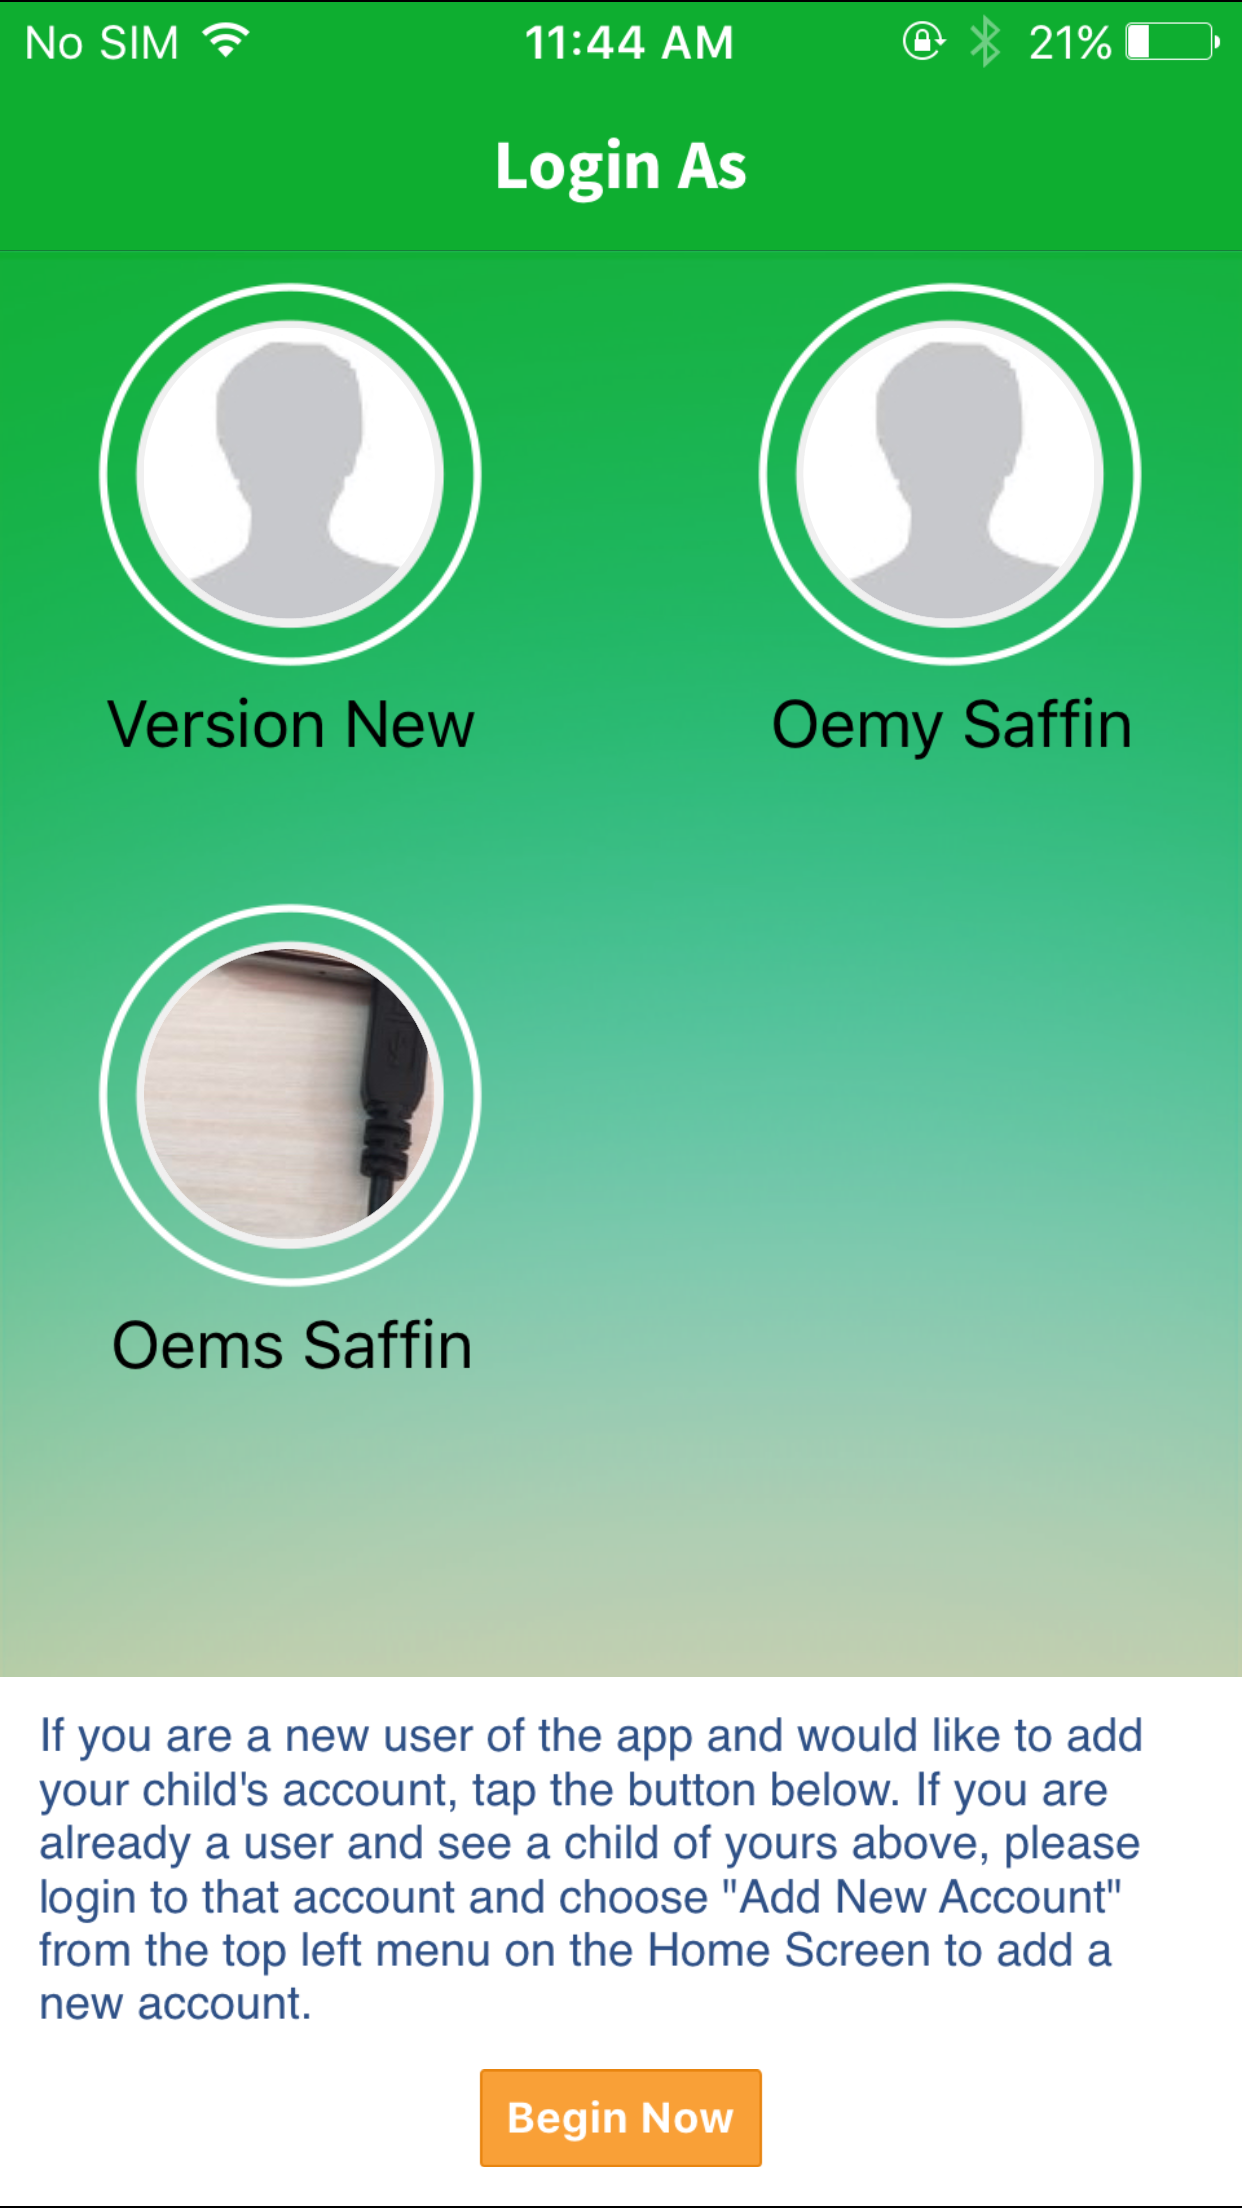 No SIM 11:44 AM 21%
Login As
Version New Oemy Saffin
Oems Saffin
If you are a new user of the app and would like to add
your child's account, tap the button below. If you are
already a user and see a child of yours above, please
login to that account and choose "Add New Account"
from the top left menu on the Home Screen to add a
new account.
Begin Now